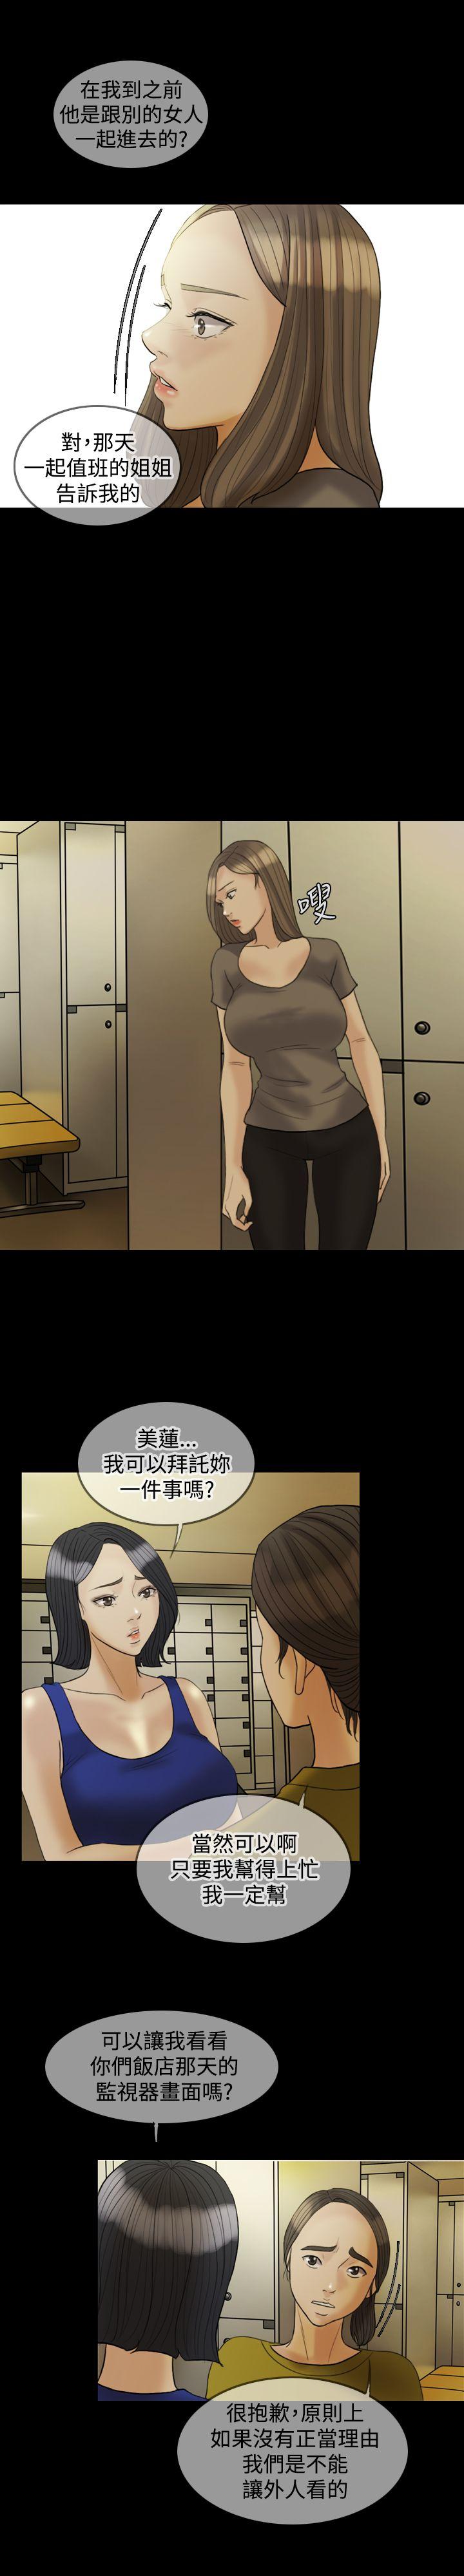 在我到之前
他是跟別的女人
一起進去的?
對,那天
一起值班的姐姐
告訴我的
嗖
美蓮...
我可以拜託妳
一件事嗎?
當然可以啊
只要我幫得上忙
我一定幫
可以讓我看看
你們飯店那天的
監視器畫面嗎?
很抱歉,原則上
如果沒有正當理由
我們是不能
讓外人看的